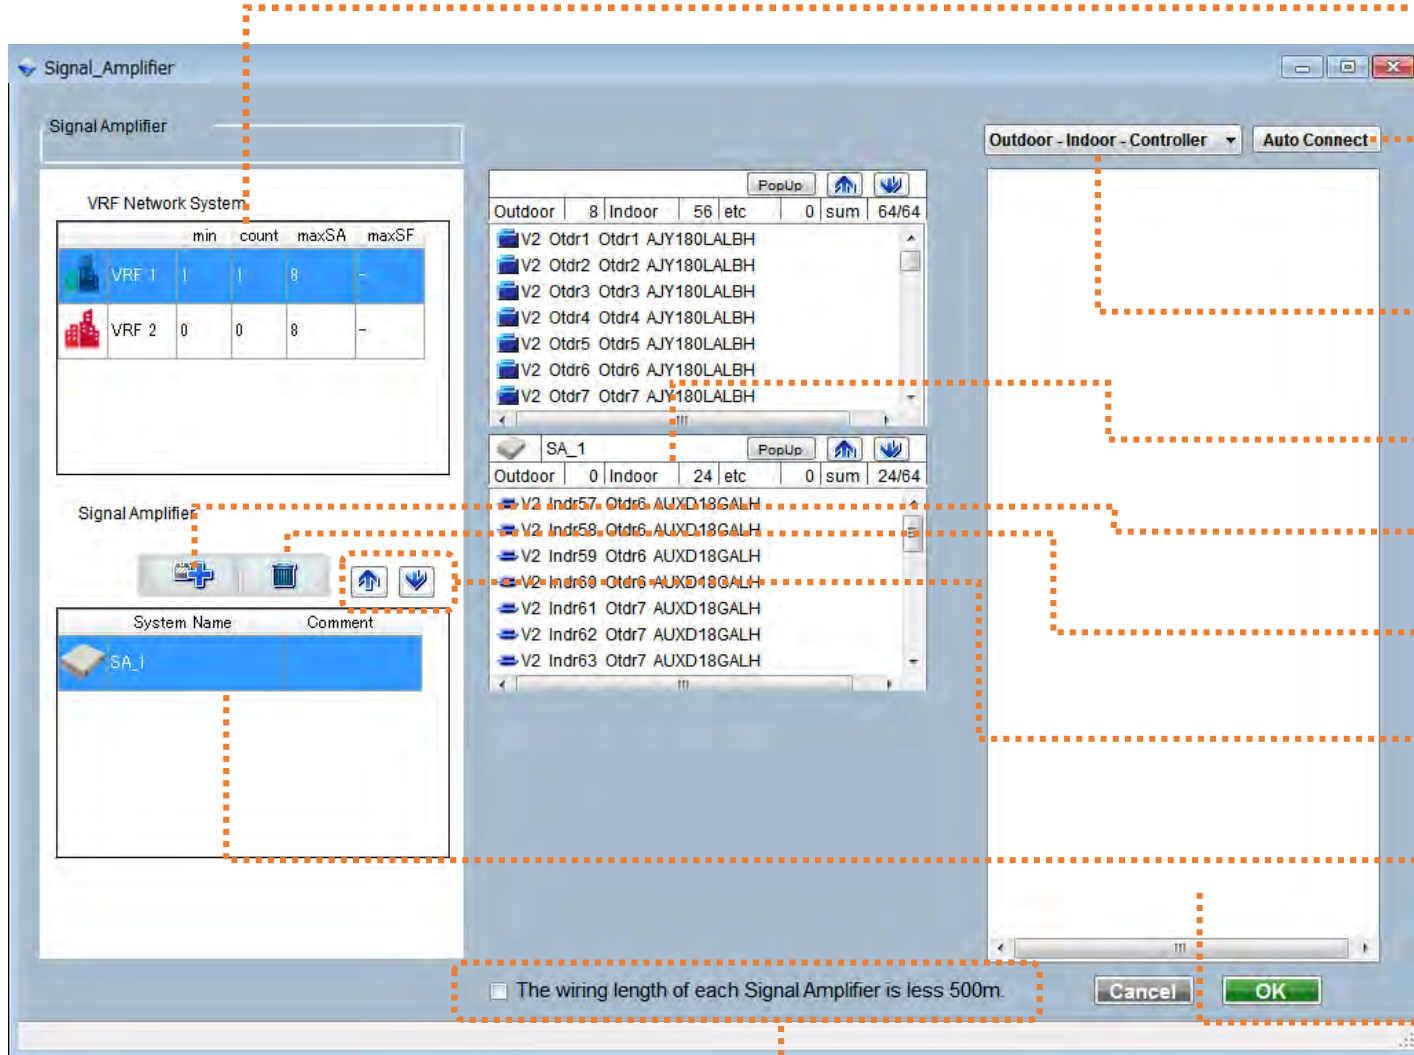 Signal_Amplifier
Signal Amplifier
Outdoor - Indoor - Controller
Auto Connect
VRF Network System
min count maxSA maxSF
VRF 1 1 1 8 -
VRF 2 0 0 8 -
PopUp
Outdoor 8 Indoor 56 etc 0 sum 64/64
V2 Otdr1 Otdr1 AJY180LALBH
V2 Otdr2 Otdr2 AJY180LALBH
V2 Otdr3 Otdr3 AJY180LALBH
V2 Otdr4 Otdr4 AJY180LALBH
V2 Otdr5 Otdr5 AJY180LALBH
V2 Otdr6 Otdr6 AJY180LALBH
V2 Otdr7 Otdr7 AJY180LALBH
SA_1 PopUp
Outdoor 0 Indoor 24 etc 0 sum 24/64
V2 Indr57 Otdr6 AUXD18GALH
V2 Indr58 Otdr6 AUXD18GALH
V2 Indr59 Otdr6 AUXD18GALH
V2 Indr60 Otdr6 AUXD18GALH
V2 Indr61 Otdr7 AUXD18GALH
V2 Indr62 Otdr7 AUXD18GALH
V2 Indr63 Otdr7 AUXD18GALH
Signal Amplifier
System Name Comment
SA_1
The wiring length of each Signal Amplifier is less 500m.
Cancel
OK